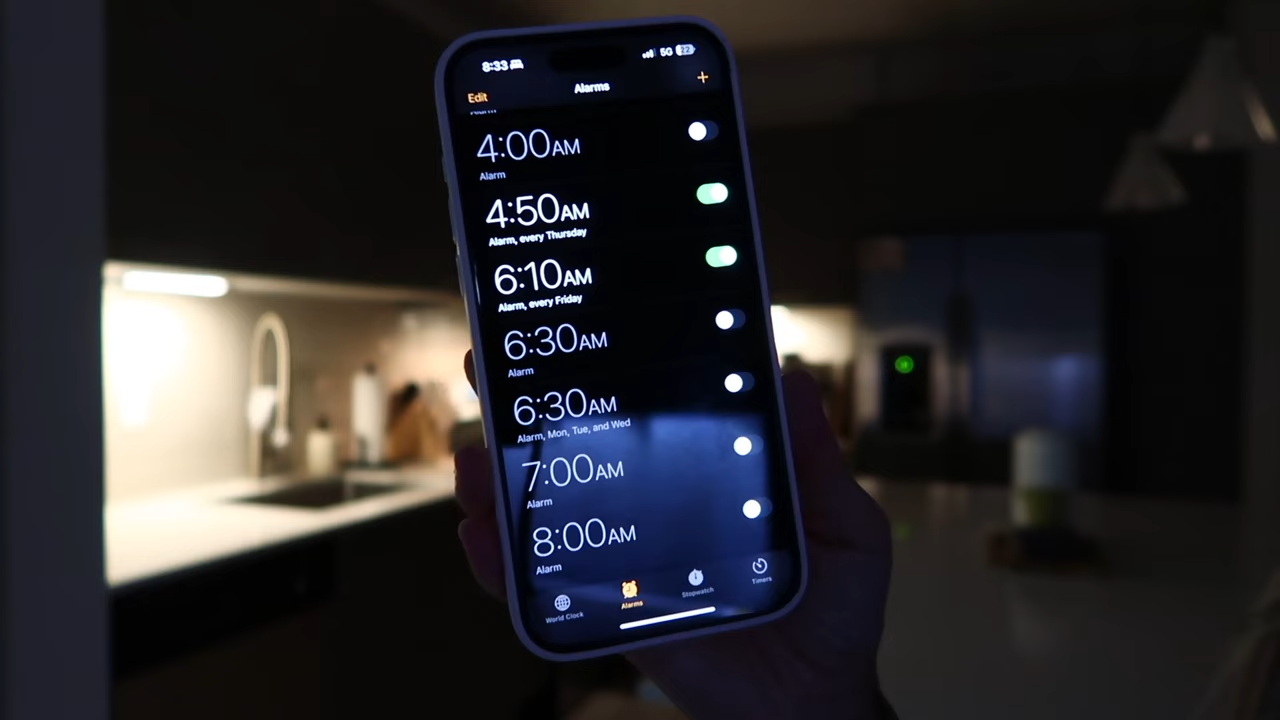 8:33
5G 22
Edit
Alarms
+
Alarm
4:00AM
Alarm
4:50AM
Alarm, every Thursday
6:10AM
Alarm, every Friday
6:30AM
Alarm
6:30AM
Alarm, Mon, Tue, and Wed
7:00AM
Alarm
8:00AM
Alarm
World Clock
Alarms
Stopwatch
Timers